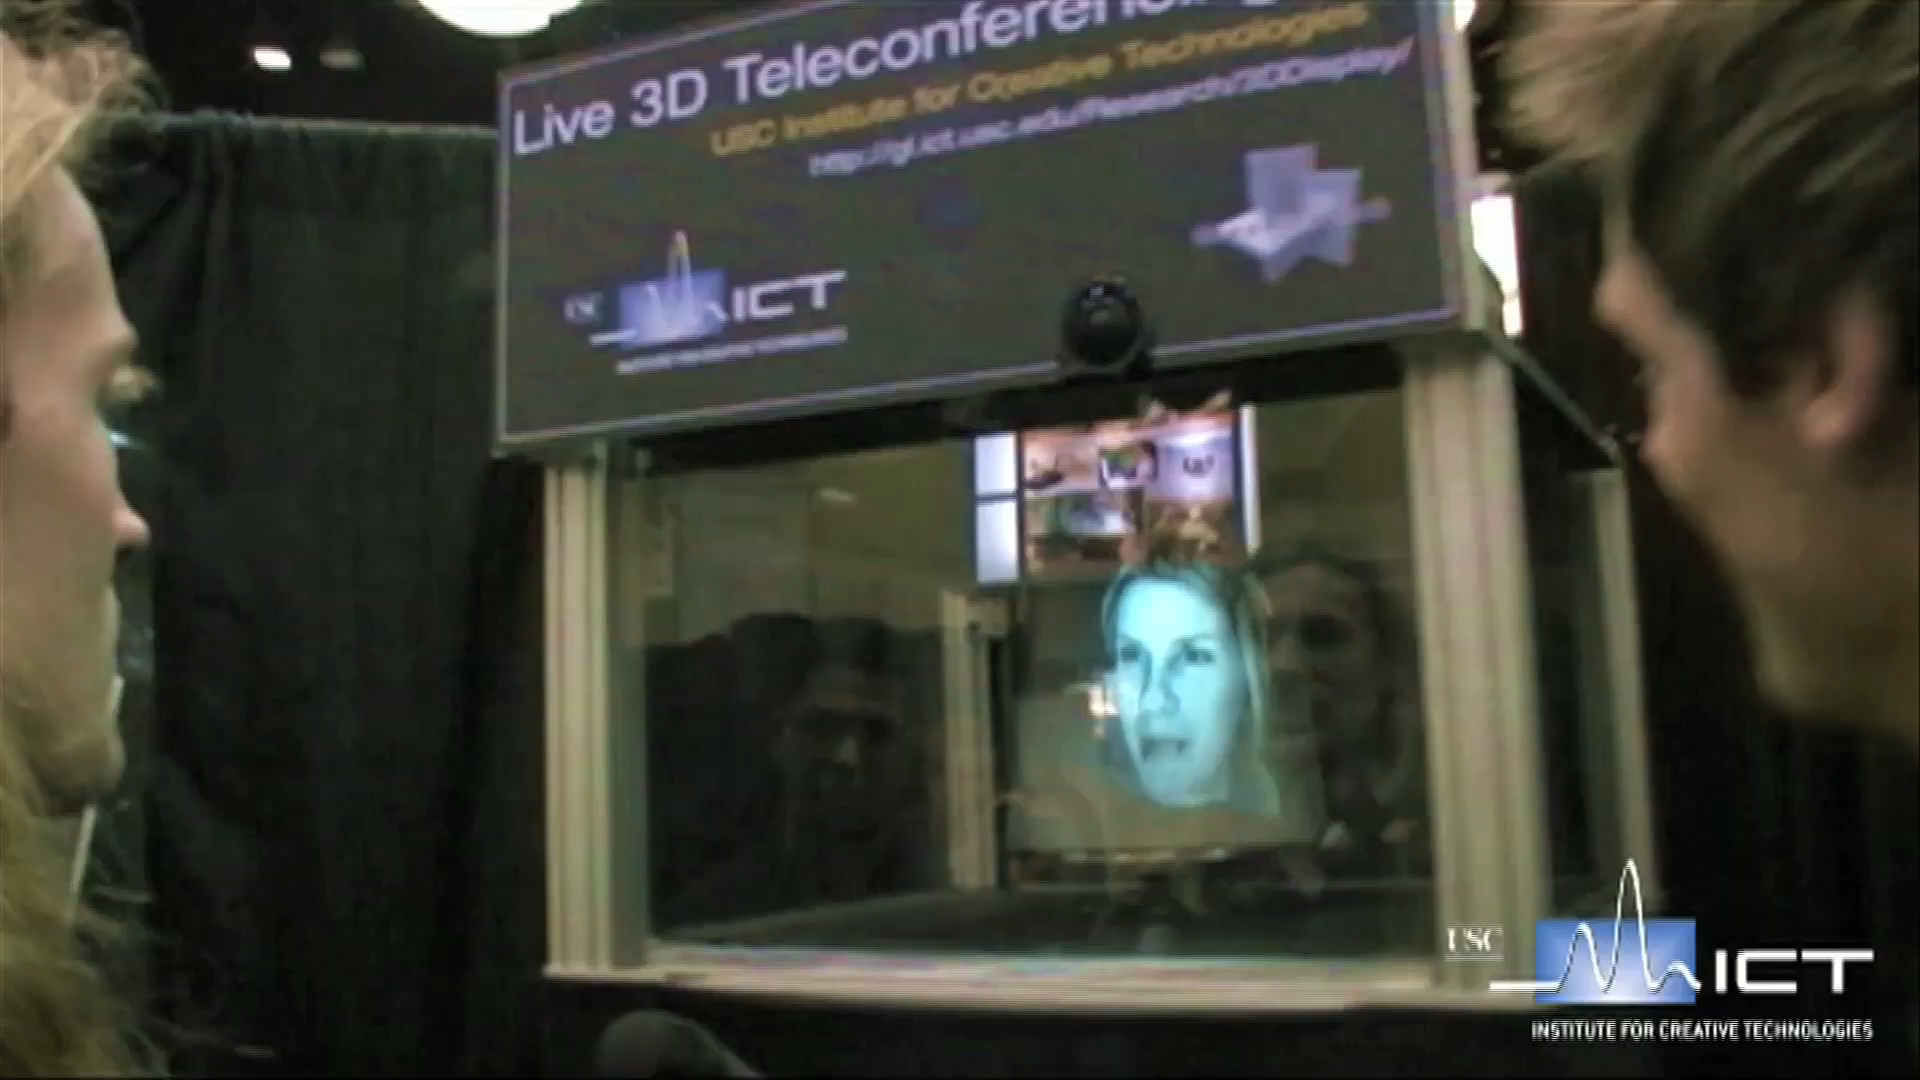 Live 3D Teleconferencing
USC Institute for Creative Technologies
http://gl.ict.usc.edu/Research/3DDisplay/
USC ICT
USC ICT
INSTITUTE FOR CREATIVE TECHNOLOGIES